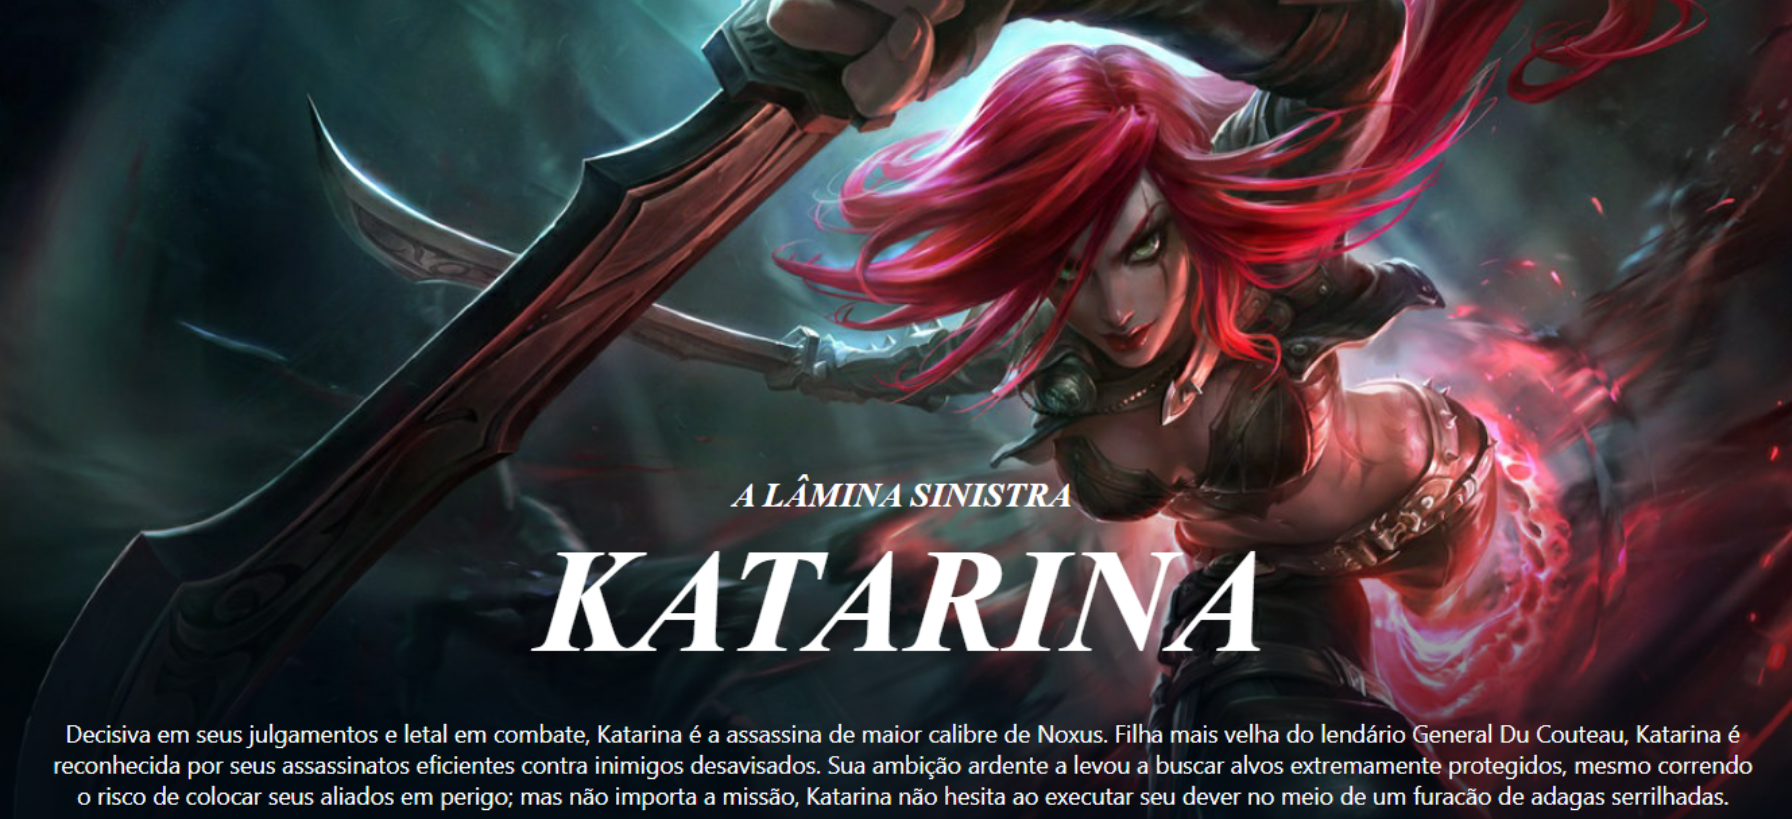 A LÂMINA SINISTRA
KATARINA
Decisiva em seus julgamentos e letal em combate, Katarina é a assassina de maior calibre de Noxus. Filha mais velha do lendário General Du Couteau, Katarina é
reconhecida por seus assassinatos eficientes contra inimigos desavisados. Sua ambição ardente a levou a buscar alvos extremamente protegidos, mesmo correndo
o risco de colocar seus aliados em perigo; mas não importa a missão, Katarina não hesita ao executar seu dever no meio de um furacão de adagas serrilhadas.